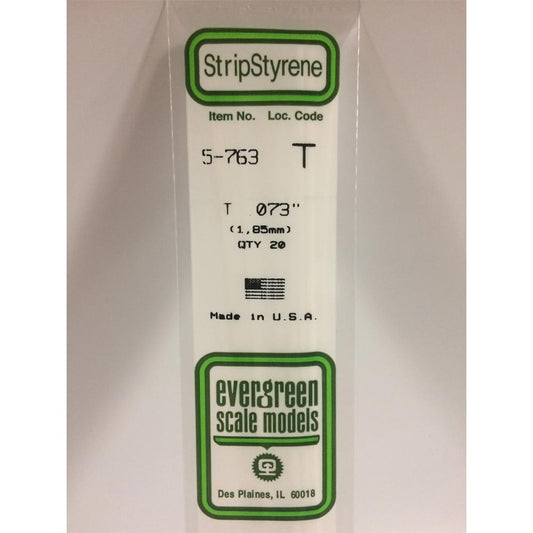 StripStyrene
Item No. Loc. Code
5-763 T
T .073"
(1,85mm)
QTY 20
Made in U.S.A.
evergreen
scale models
Des Plaines, IL 60018